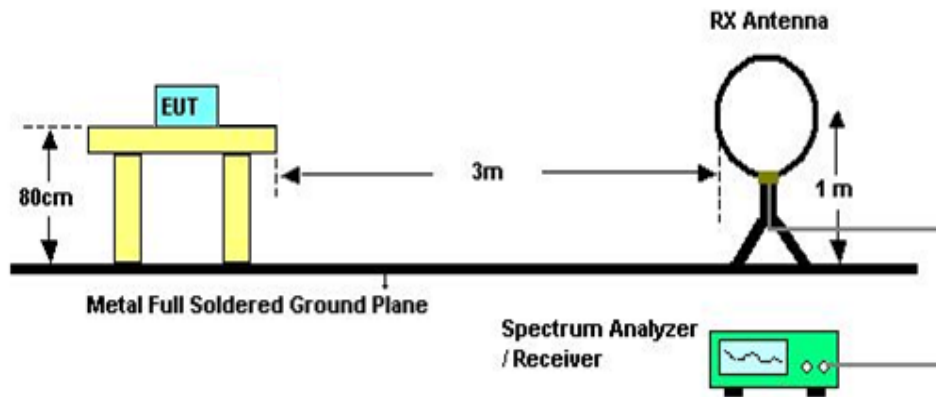 RX Antenna
EUT
3m
80cm
1 m
Metal Full Soldered Ground Plane
Spectrum Analyzer
/ Receiver